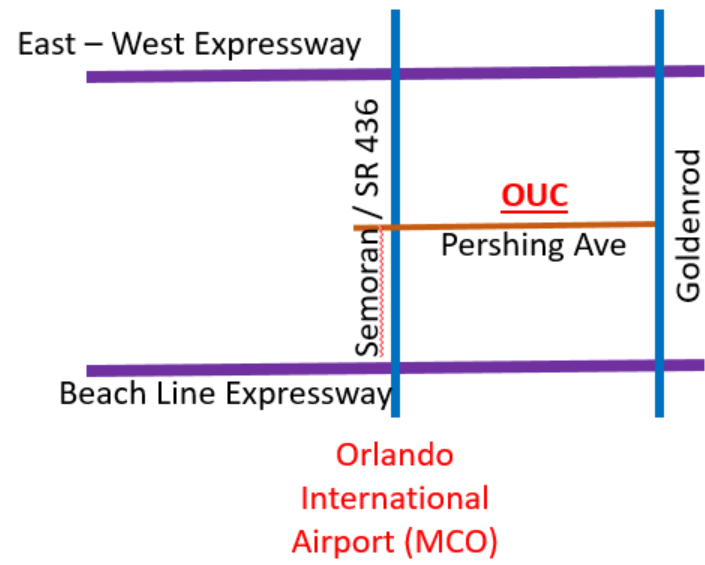 East – West Expressway
Semoran / SR 436
OUC
Pershing Ave
Goldenrod
Beach Line Expressway
Orlando
International
Airport (MCO)